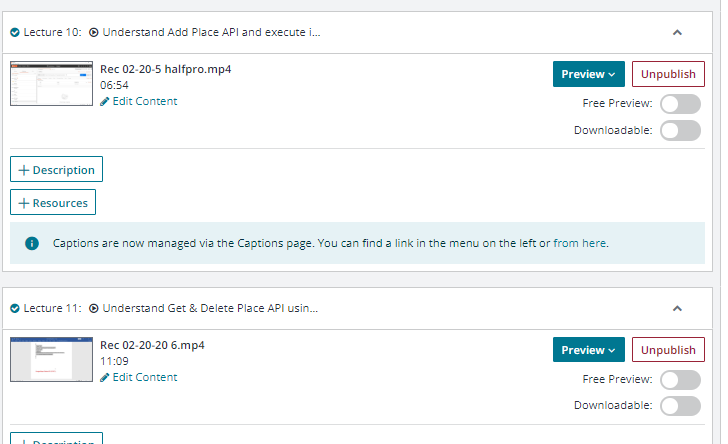 Lecture 10: Understand Add Place API and execute i...
Rec 02-20-5 halfpro.mp4
06:54
Edit Content
Preview
Unpublish
Free Preview:
Downloadable:
+ Description
+ Resources
Captions are now managed via the Captions page. You can find a link in the menu on the left or from here.
Lecture 11: Understand Get & Delete Place API usin...
Rec 02-20-20 6.mp4
11:09
Edit Content
Preview
Unpublish
Free Preview:
Downloadable:
+ Description